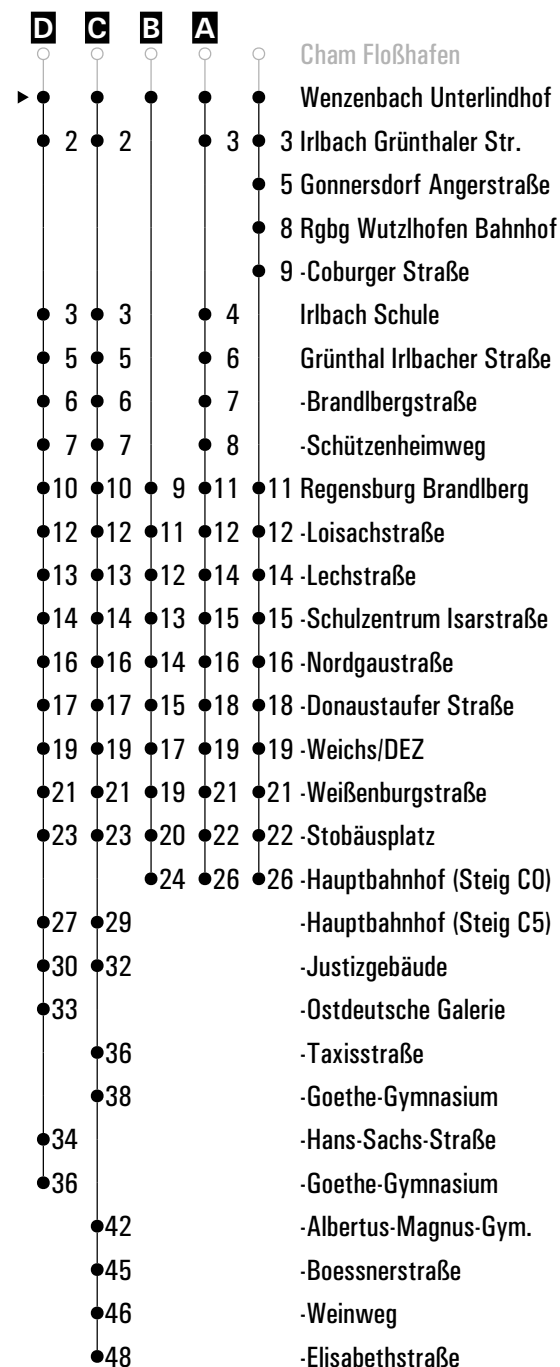 D C B A
Cham Floßhafen
Wenzenbach Unterlindhof
2 2 3 3 Irlbach Grünthaler Str.
5 Gonnersdorf Angerstraße
8 Rgbg Wutzlhofen Bahnhof
9 -Coburger Straße
3 3 4 Irlbach Schule
5 5 6 Grünthal Irlbacher Straße
6 6 7 -Brandlbergstraße
7 7 8 -Schützenheimweg
10 10 9 11 11 Regensburg Brandlberg
12 12 11 12 12 -Loisachstraße
13 13 12 14 14 -Lechstraße
14 14 13 15 15 -Schulzentrum Isarstraße
16 16 14 16 16 -Nordgaustraße
17 17 15 18 18 -Donaustaufer Straße
19 19 17 19 19 -Weichs/DEZ
21 21 19 21 21 -Weißenburgstraße
23 23 20 22 22 -Stobäusplatz
24 26 26 -Hauptbahnhof (Steig C0)
27 29 -Hauptbahnhof (Steig C5)
30 32 -Justizgebäude
33 -Ostdeutsche Galerie
36 -Taxisstraße
38 -Goethe-Gymnasium
34 -Hans-Sachs-Straße
36 -Goethe-Gymnasium
42 -Albertus-Magnus-Gym.
45 -Boessnerstraße
46 -Weinweg
48 -Elisabethstraße